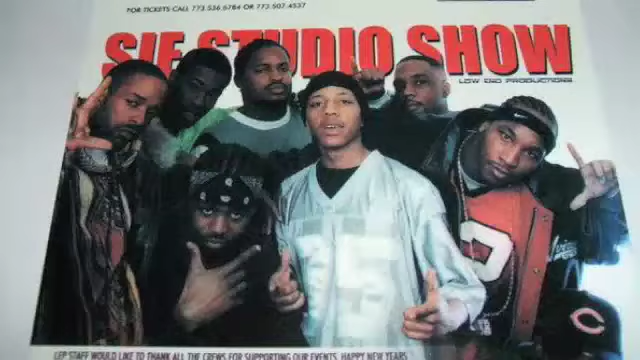 FOR TICKETS CALL 773.536.6784 OR 773.507.4537
SIF STUDIO SHOW
LOW END PRODUCTIONS
LEP STAFF WOULD LIKE TO THANK ALL THE CREWS FOR SUPPORTING OUR EVENTS. HAPPY NEW YEARS